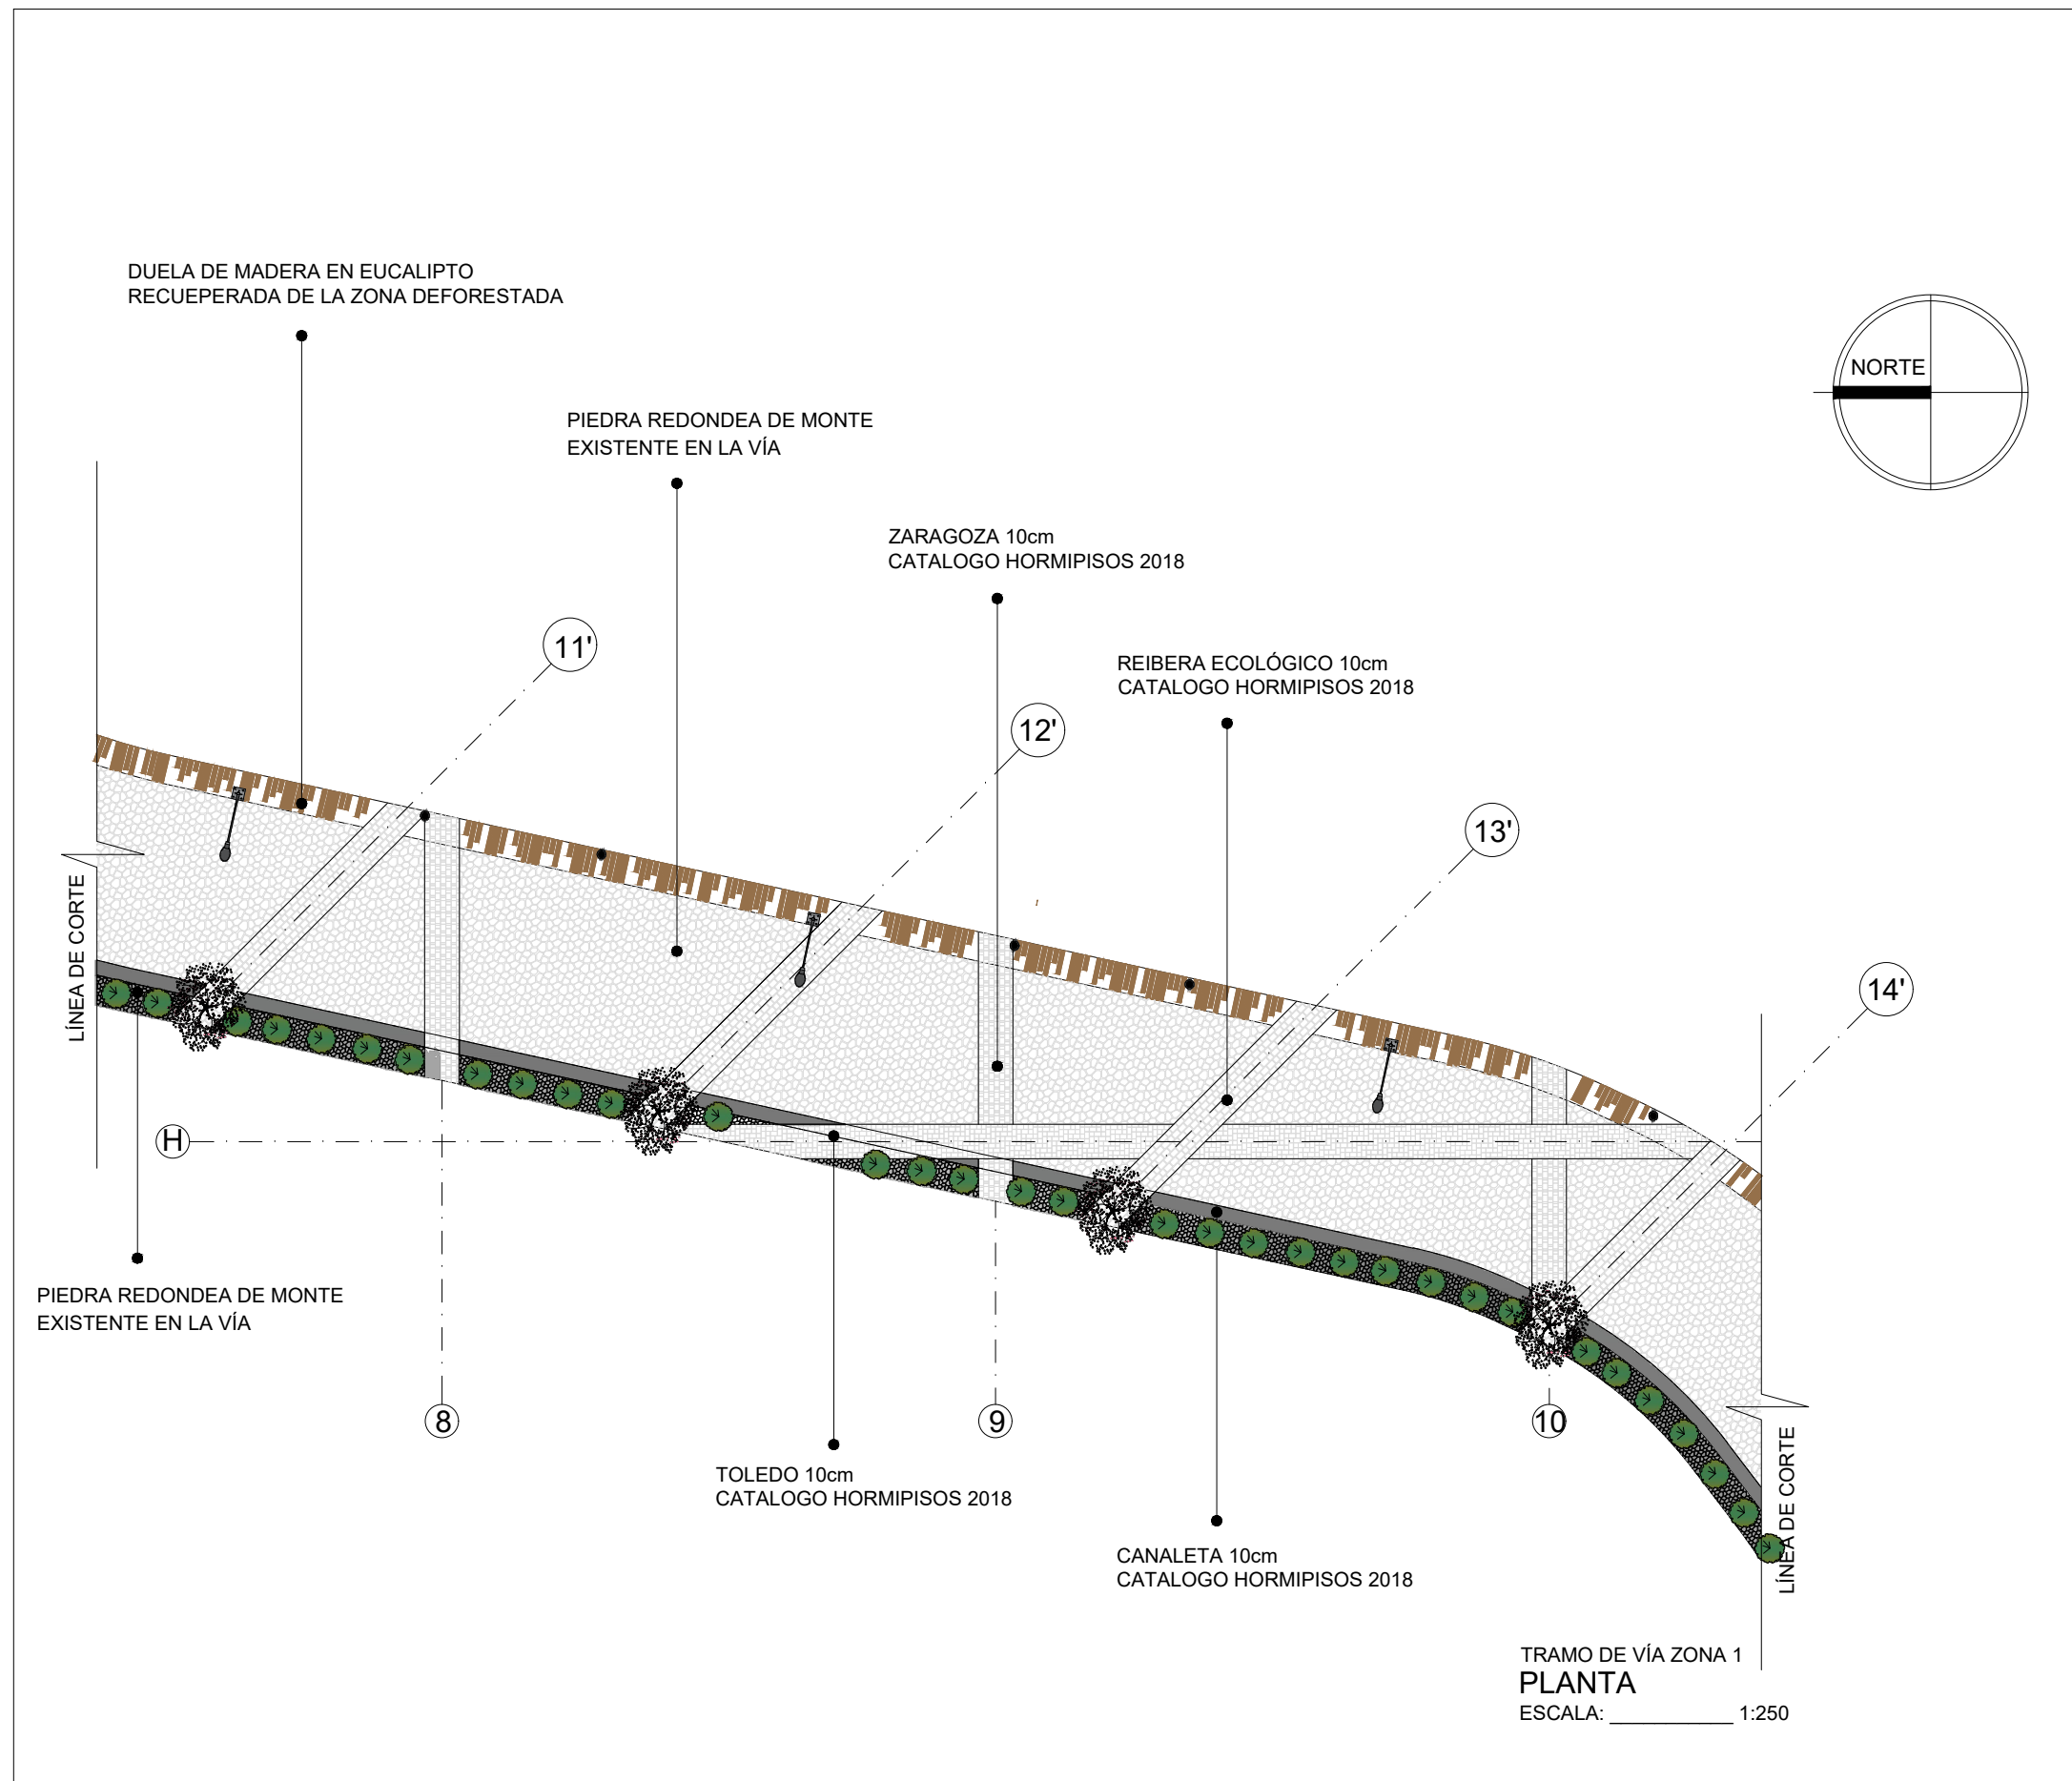 DUELA DE MADERA EN EUCALIPTO
RECUEPERADA DE LA ZONA DEFORESTADA
NORTE
PIEDRA REDONDEA DE MONTE
EXISTENTE EN LA VÍA
ZARAGOZA 10cm
CATALOGO HORMIPISOS 2018
11'
REIBERA ECOLÓGICO 10cm
CATALOGO HORMIPISOS 2018
12'
13'
LÍNEA DE CORTE
14'
H
PIEDRA REDONDEA DE MONTE
EXISTENTE EN LA VÍA
8
9
10
TOLEDO 10cm
CATALOGO HORMIPISOS 2018
LÍNEA DE CORTE
CANALETA 10cm
CATALOGO HORMIPISOS 2018
TRAMO DE VÍA ZONA 1
PLANTA
ESCALA: ___________ 1:250